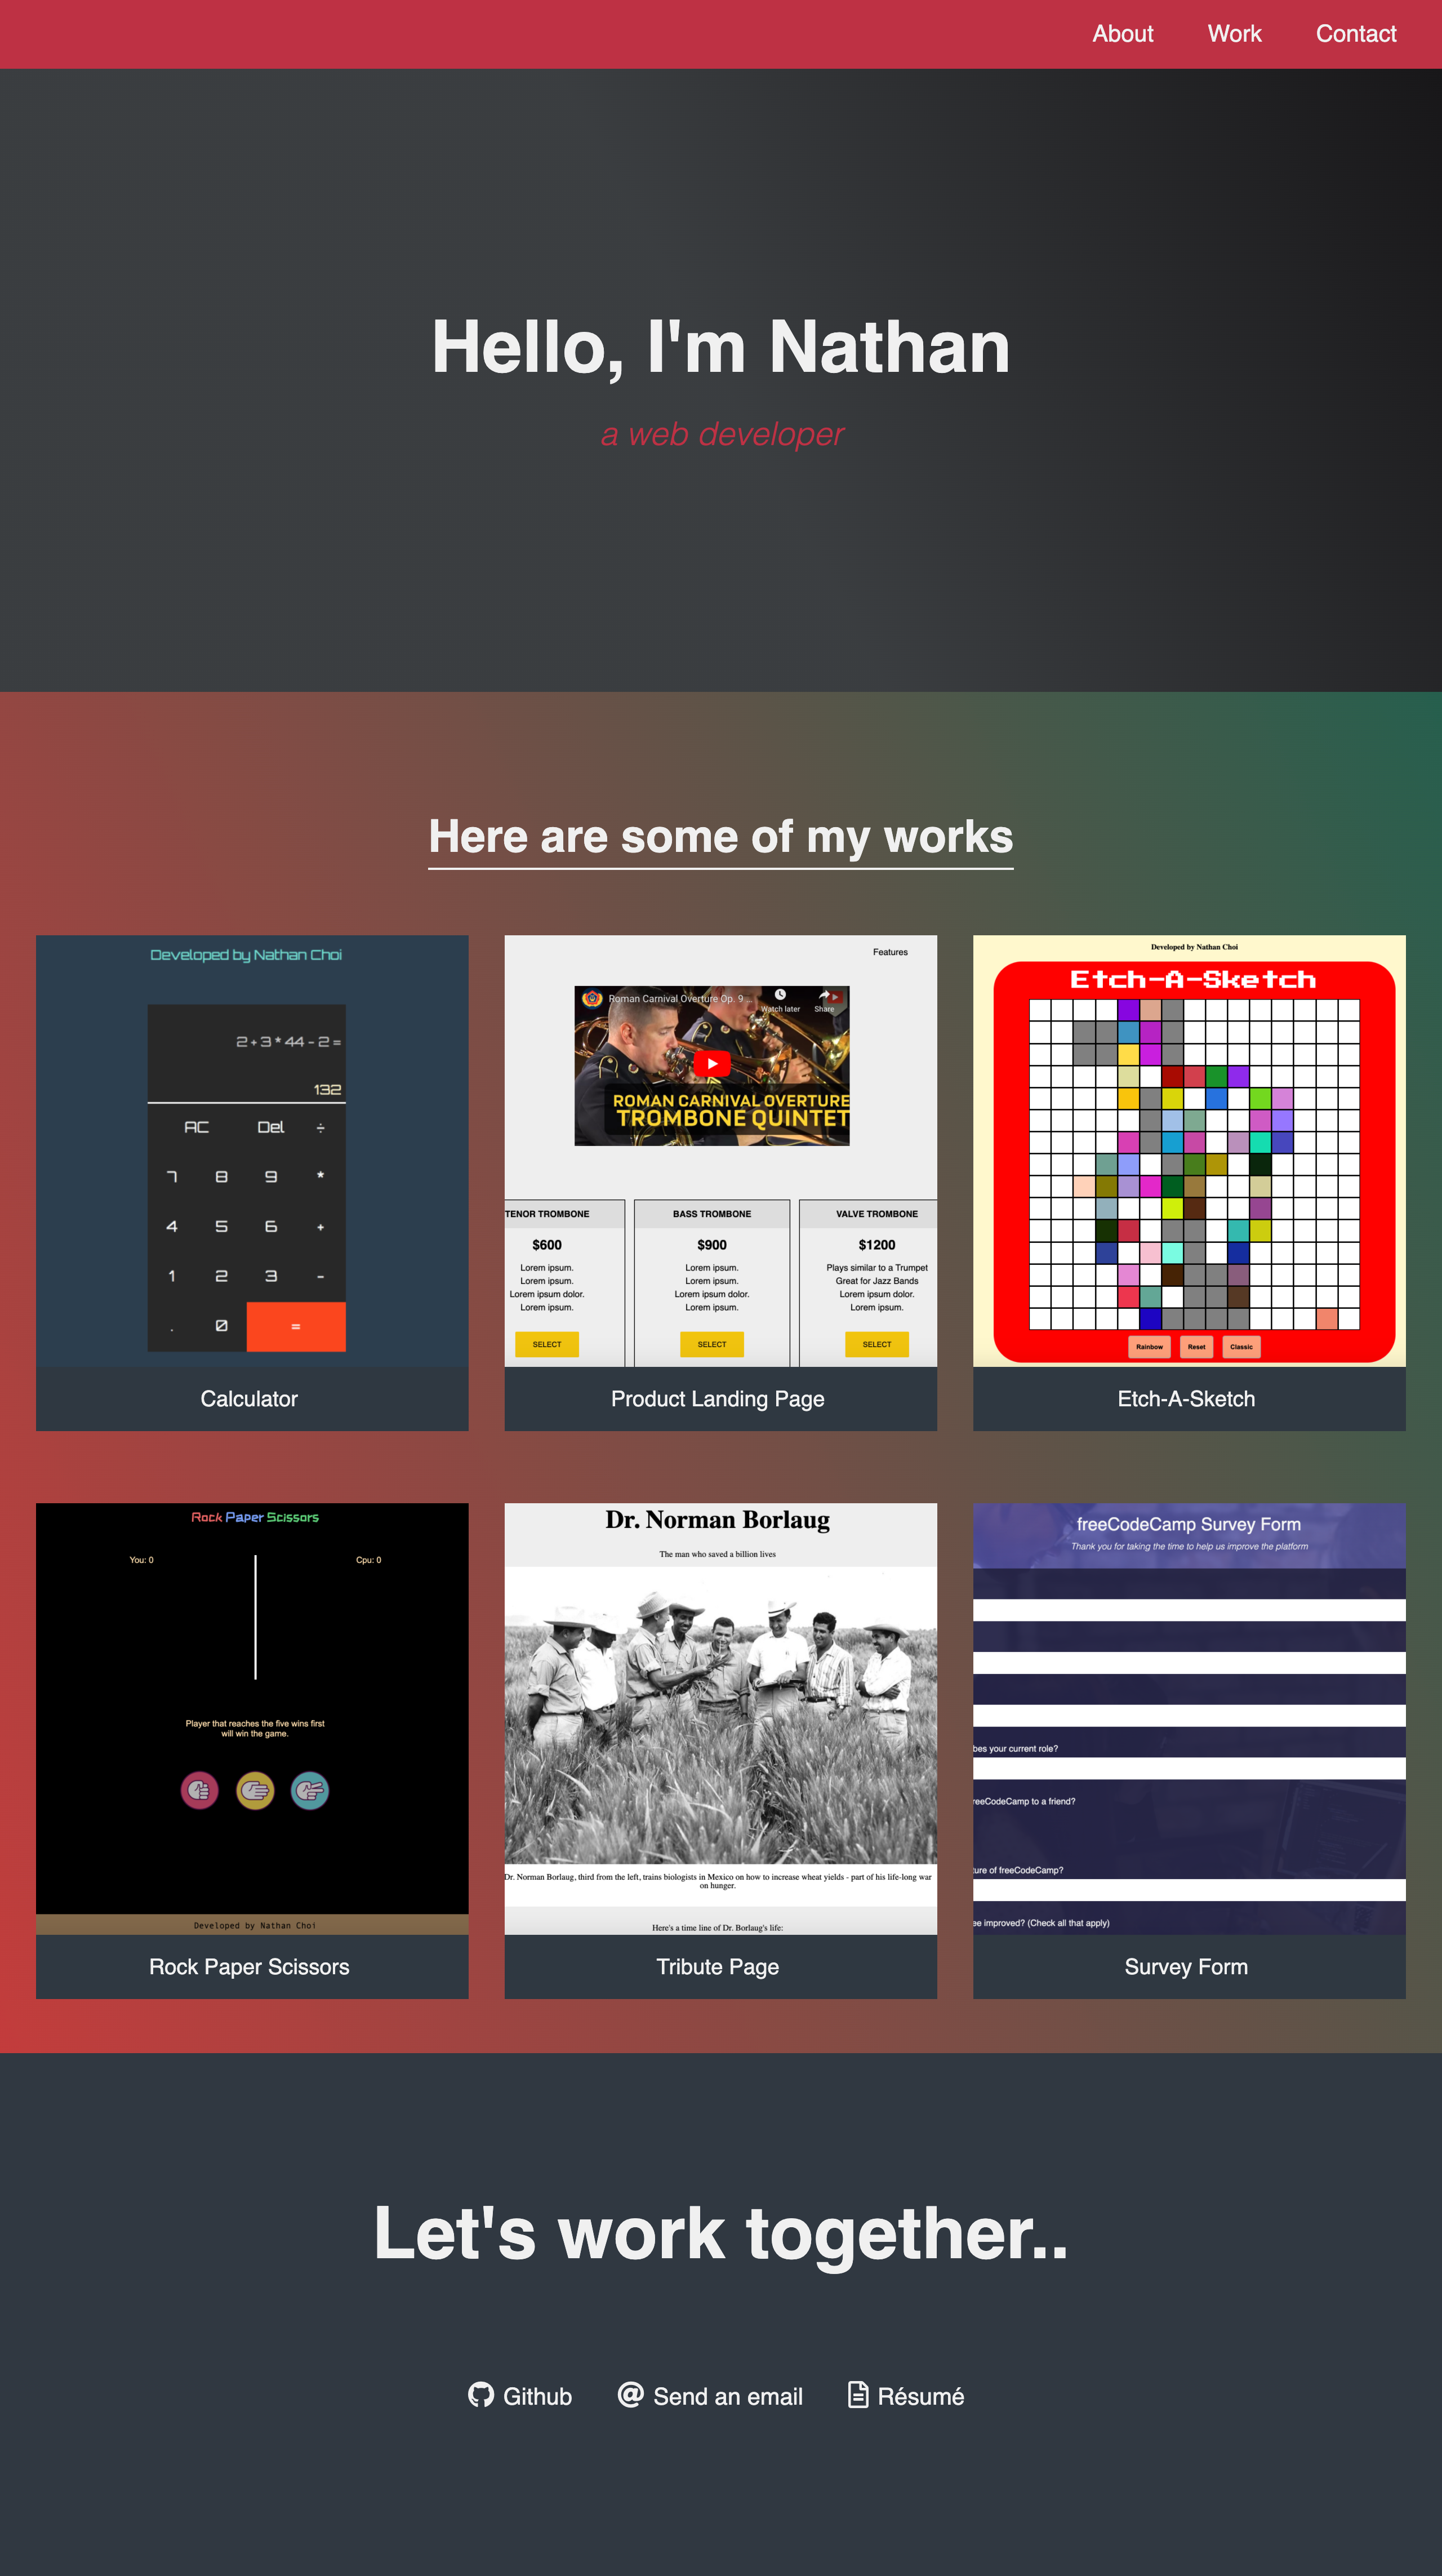 About Work Contact
Hello, I'm Nathan
a web developer
Here are some of my works
Developed by Nathan Choi
2 + 3 * 44 - 2 =
132
AC Del ÷
7 8 9 *
4 5 6 +
1 2 3 -
. 0 =
Calculator
Features
Roman Carnival Overture Op. 9 ...
Watch later Share
ROMAN CARNIVAL OVERTURE
TROMBONE QUINTET
TENOR TROMBONE
$600
Lorem ipsum.
Lorem ipsum.
Lorem ipsum dolor.
Lorem ipsum.
SELECT
BASS TROMBONE
$900
Lorem ipsum.
Lorem ipsum.
Lorem ipsum dolor.
Lorem ipsum.
SELECT
VALVE TROMBONE
$1200
Plays similar to a Trumpet
Great for Jazz Bands
Lorem ipsum dolor.
Lorem ipsum.
SELECT
Product Landing Page
Developed by Nathan Choi
Etch-A-Sketch
Rainbow Reset Classic
Etch-A-Sketch
Rock Paper Scissors
You: 0 Cpu: 0
Player that reaches the five wins first
will win the game.
Developed by Nathan Choi
Rock Paper Scissors
Dr. Norman Borlaug
The man who saved a billion lives
Dr. Norman Borlaug, third from the left, trains biologists in Mexico on how to increase wheat yields - part of his life-long war
on hunger.
Here's a time line of Dr. Borlaug's life:
Tribute Page
freeCodeCamp Survey Form
Thank you for taking the time to help us improve the platform
bes your current role?
reeCodeCamp to a friend?
ure of freeCodeCamp?
ee improved? (Check all that apply)
Survey Form
Let's work together..
Github Send an email Résumé